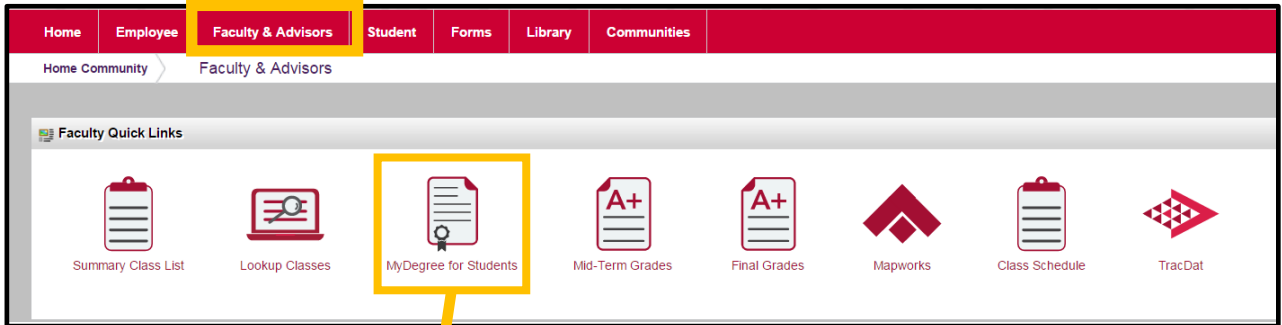 Home Employee Faculty & Advisors Student Forms Library Communities
Home Community Faculty & Advisors
Faculty Quick Links
A+ A+
Summary Class List Lookup Classes MyDegree for Students Mid-Term Grades Final Grades Mapworks Class Schedule TracDat